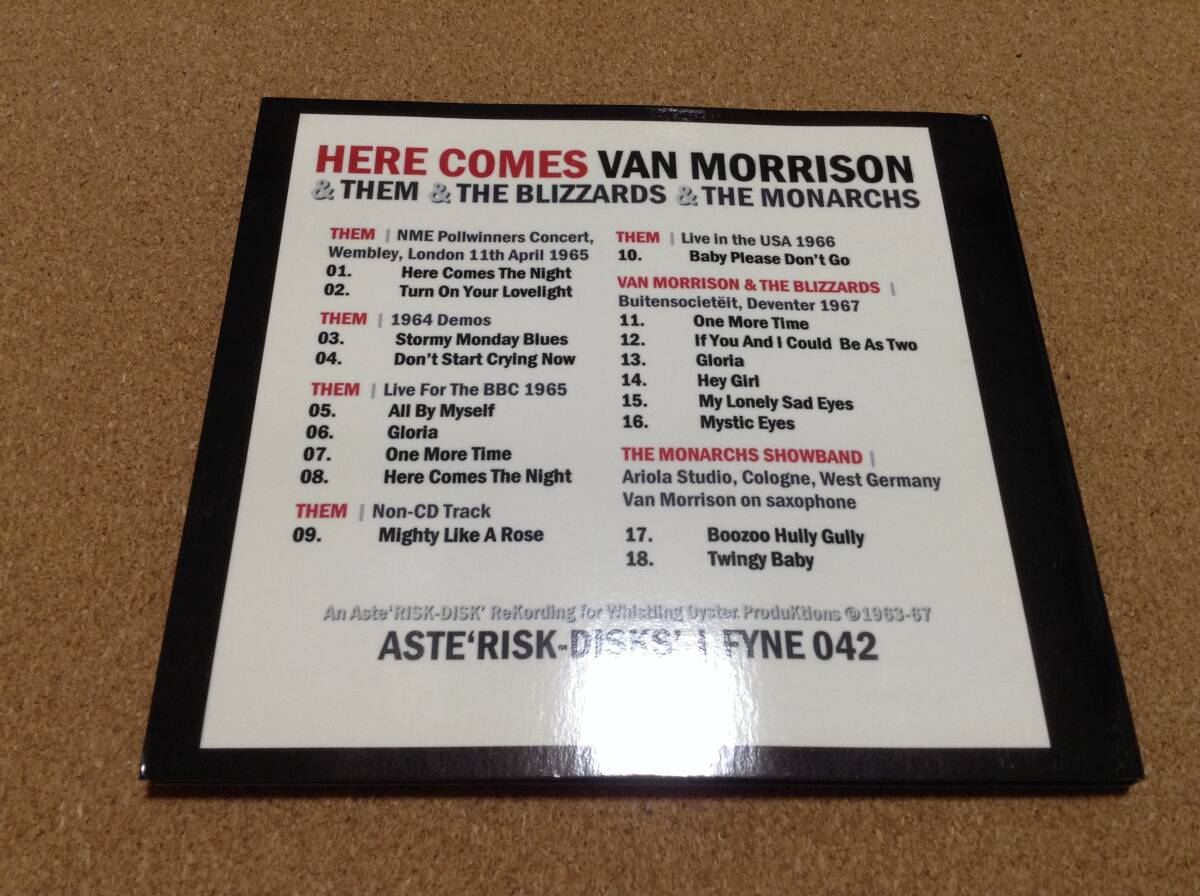 HERE COMES VAN MORRISON
& THEM & THE BLIZZARDS & THE MONARCHS
THEM | NME Pollwinners Concert,
Wembley, London 11th April 1965
01. Here Comes The Night
02. Turn On Your Lovelight
THEM | 1964 Demos
03. Stormy Monday Blues
04. Don't Start Crying Now
THEM | Live For The BBC 1965
05. All By Myself
06. Gloria
07. One More Time
08. Here Comes The Night
THEM | Non-CD Track
09. Mighty Like A Rose
THEM | Live in the USA 1966
10. Baby Please Don't Go
VAN MORRISON & THE BLIZZARDS |
Buitensocietëit, Deventer 1967
11. One More Time
12. If You And I Could Be As Two
13. Gloria
14. Hey Girl
15. My Lonely Sad Eyes
16. Mystic Eyes
THE MONARCHS SHOWBAND |
Ariola Studio, Cologne, West Germany
Van Morrison on saxophone
17. Boozoo Hully Gully
18. Twingy Baby
An Aste‘RISK-DISK’ ReKording for Whistling Oyster ProduKtions ©1963-67
ASTE‘RISK-DISKS’ | FYNE 042